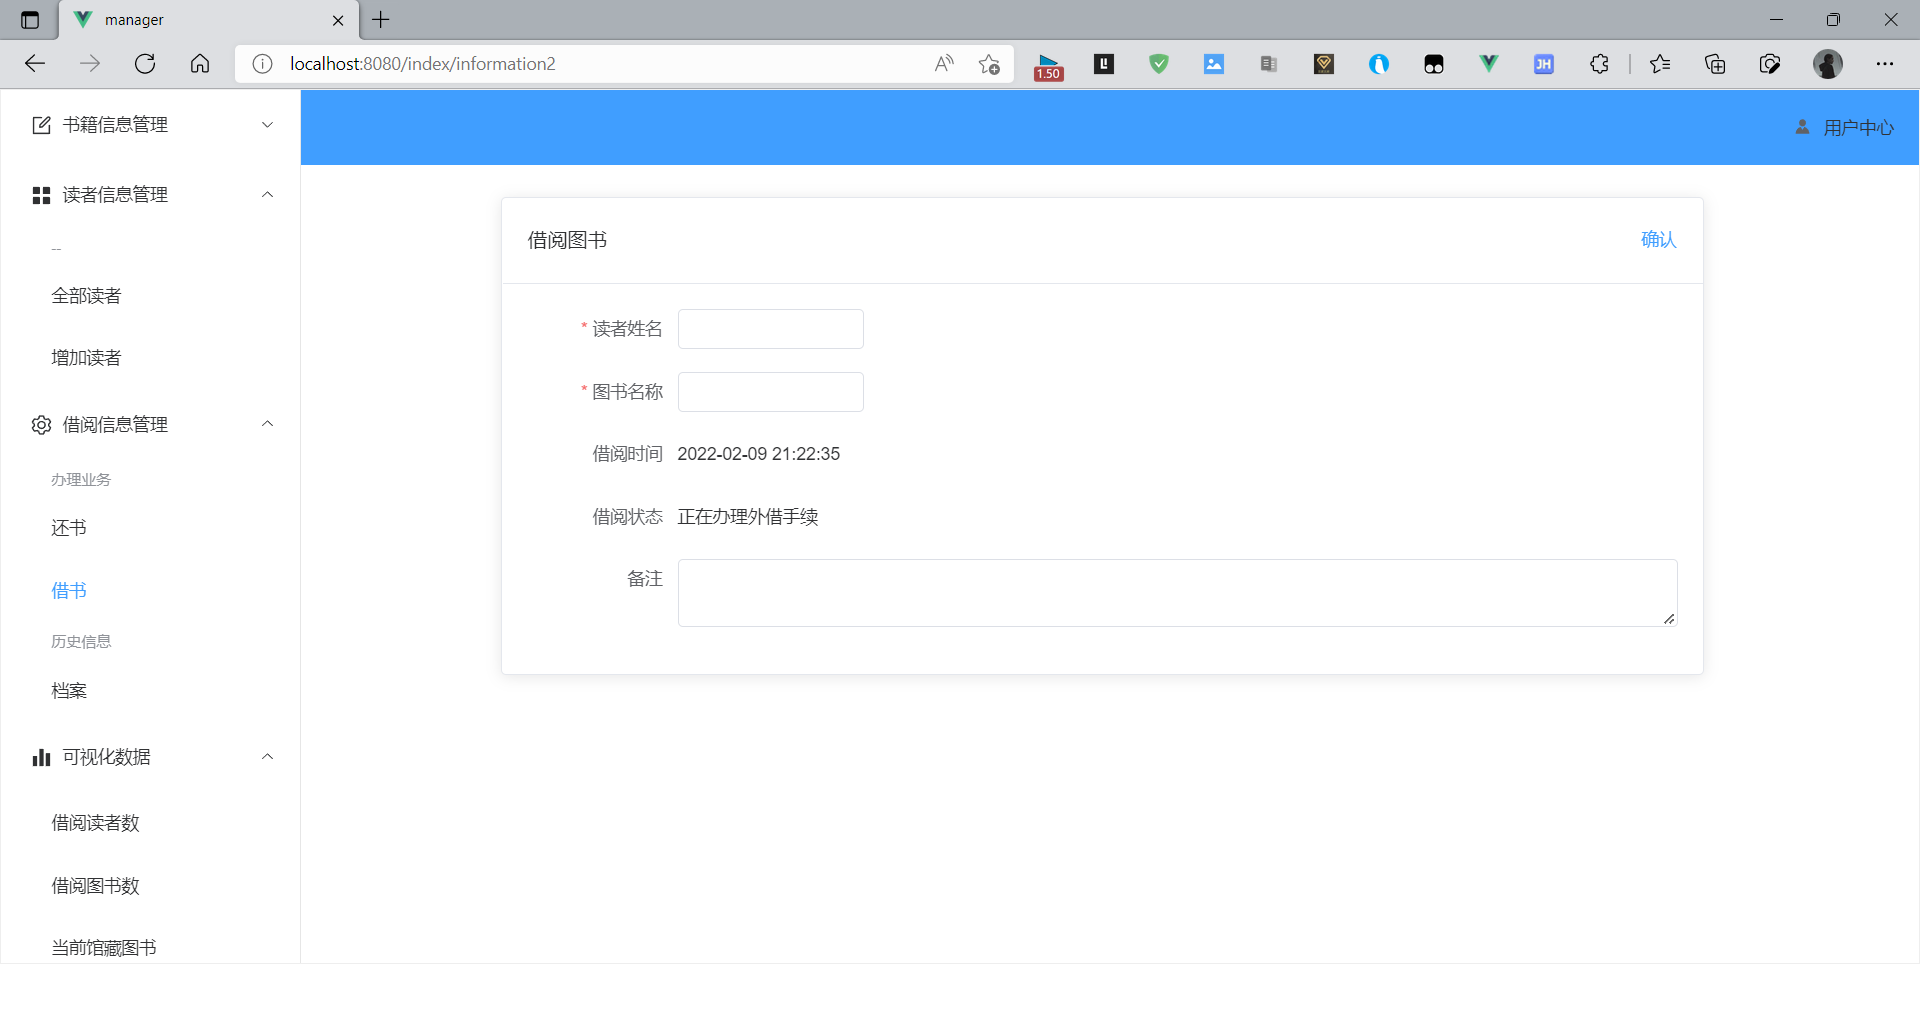 manager
localhost:8080/index/information2
1.50
JH
书籍信息管理
用户中心
读者信息管理
--
全部读者
增加读者
借阅信息管理
办理业务
还书
借书
历史信息
档案
可视化数据
借阅读者数
借阅图书数
当前馆藏图书
借阅图书
确认
* 读者姓名
* 图书名称
借阅时间 2022-02-09 21:22:35
借阅状态 正在办理外借手续
备注